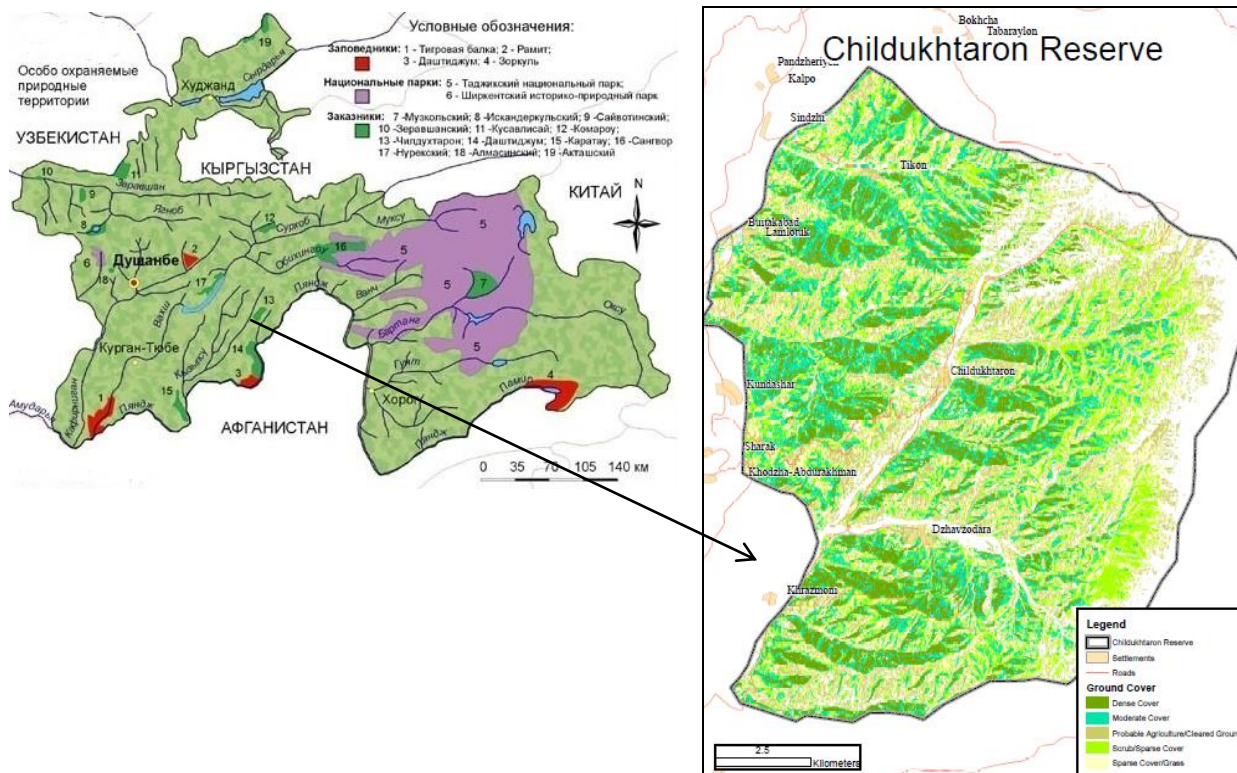 Условные обозначения:
Заповедники: 1 - Тигровая балка; 2 - Рамит;
3 - Даштиджум; 4 - Зоркуль
Национальные парки: 5 - Таджикский национальный парк;
6 - Ширкентский историко-природный парк
Заказники: 7 -Музкольский; 8 -Искандеркульский; 9 -Сайвотинский;
10 -Зеравшанский; 11 -Кусавлисай; 12 -Комароу;
13 -Чилдухтарон; 14 -Даштиджум; 15 -Каратау; 16 -Сангвор
17 -Нурекский; 18 -Алмасинский; 19 -Акташский
Особо охраняемые
природные
территории
19
Худжанд
Сырдарья
УЗБЕКИСТАН
КЫРГЫЗСТАН
КИТАЙ
N
10
11
9
8
Зеравшан
Ягноб
12
Сурхоб
Муксу
5
6
18
Душанбе
2
17
Обихингоу
16
5
5
7
Вахш
13
Пяндж
Ванч
Бартанг
Оксу
Курган-Тюбе
Кызылсу
14
3
15
Гунт
5
Памир
4
Хорог
Амударья
Кафирниган
1
Пяндж
АФГАНИСТАН
Пяндж
0 35 70 105 140 км
Childukhtaron Reserve
Bokhcha
Tabaraylon
Kalpo
Sindzhi
Tikon
Lamlotuk
Childukhtaron
Kundashar
Sharak
Khodzha-Abdurakhman
Dzhavzodara
Khrazmoni
2.5
Kilometers
Legend
Childukhtaron Reserve
Settlements
Roads
Ground Cover
Dense Cover
Moderate Cover
Probable Agriculture/Cleared Ground
Scrub/Sparse Cover
Sparse Cover/Grass